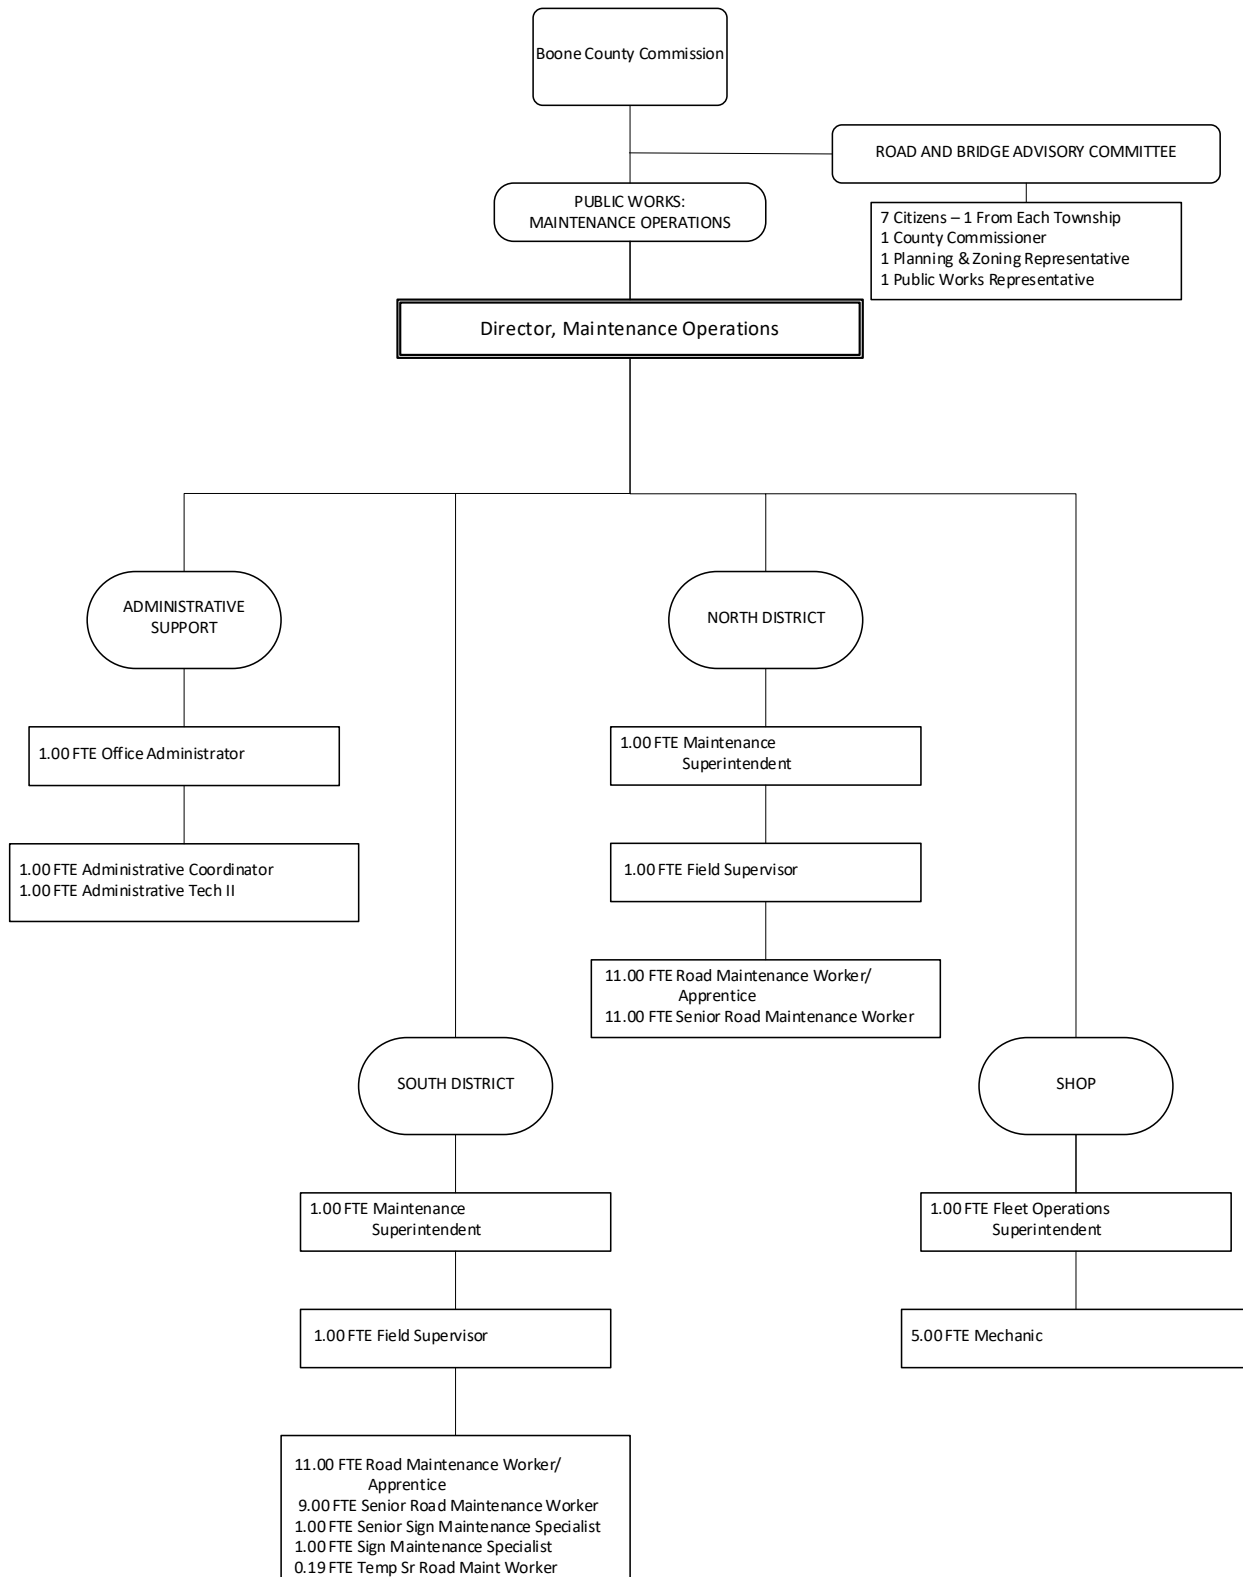 Boone County Commission
ROAD AND BRIDGE ADVISORY COMMITTEE
PUBLIC WORKS:
MAINTENANCE OPERATIONS
7 Citizens – 1 From Each Township
1 County Commissioner
1 Planning & Zoning Representative
1 Public Works Representative
Director, Maintenance Operations
ADMINISTRATIVE
SUPPORT
1.00 FTE Office Administrator
1.00 FTE Administrative Coordinator
1.00 FTE Administrative Tech II
NORTH DISTRICT
1.00 FTE Maintenance
Superintendent
1.00 FTE Field Supervisor
11.00 FTE Road Maintenance Worker/
Apprentice
11.00 FTE Senior Road Maintenance Worker
SOUTH DISTRICT
1.00 FTE Maintenance
Superintendent
1.00 FTE Field Supervisor
11.00 FTE Road Maintenance Worker/
Apprentice
9.00 FTE Senior Road Maintenance Worker
1.00 FTE Senior Sign Maintenance Specialist
1.00 FTE Sign Maintenance Specialist
0.19 FTE Temp Sr Road Maint Worker
SHOP
1.00 FTE Fleet Operations
Superintendent
5.00 FTE Mechanic